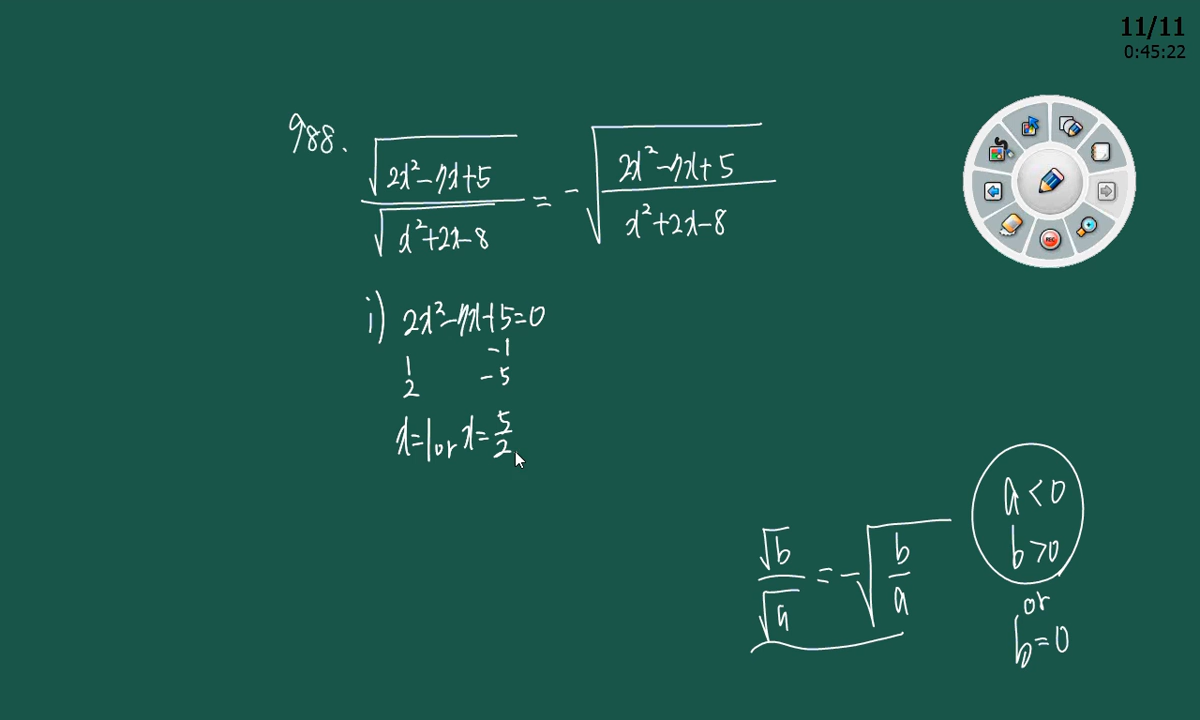 11/11
0:45:22
988. √(2x²-7x+5) / √(x²+2x-8) = -√((2x²-7x+5)/(x²+2x-8))
REC
i) 2x²-7x+5=0
1 -1
2 -5
x=1 or x=5/2
√b/√a = -√(b/a)
a<0
b>0
or
b=0